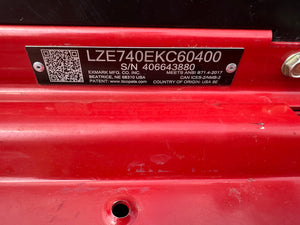 LZE740EKC60400
S/N 406643880
EXMARK MFG. CO. INC.
BEATRICE, NE 68310 USA
PATENT: www.ttcopats.com
MEETS ANSI B71.4-2017
CAN ICES-2/NMB-2
COUNTRY OF ORIGIN: USA BE